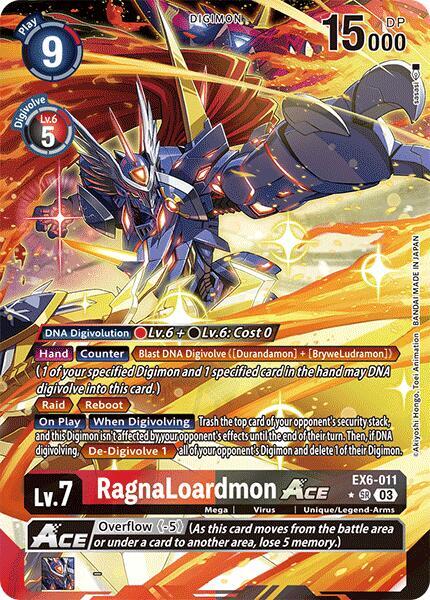 DIGIMON
Play
9
15000
DP
Digivolve
Lv.6
5
BANDAI MADE IN JAPAN
©Akiyoshi Hongo, Toei Animation
DNA Digivolution Lv.6 + Lv.6: Cost 0
Hand Counter Blast DNA Digivolve ([Durandamon] + [BryweLudramon])
(1 of your specified Digimon and 1 specified card in the hand may DNA
digivolve into this card.)
Raid Reboot
On Play When Digivolving Trash the top card of your opponent's security stack,
and this Digimon isn't affected by your opponent's effects until the end of their turn. Then, if DNA
digivolving, De-Digivolve 1 all of your opponent's Digimon and delete 1 of their Digimon.
EX6-011
Lv.7 RagnaLoardmon ACE
SR 03
Mega | Virus | Unique/Legend-Arms
ACE Overflow《-5》(As this card moves from the battle area
or under a card to another area, lose 5 memory.)
-